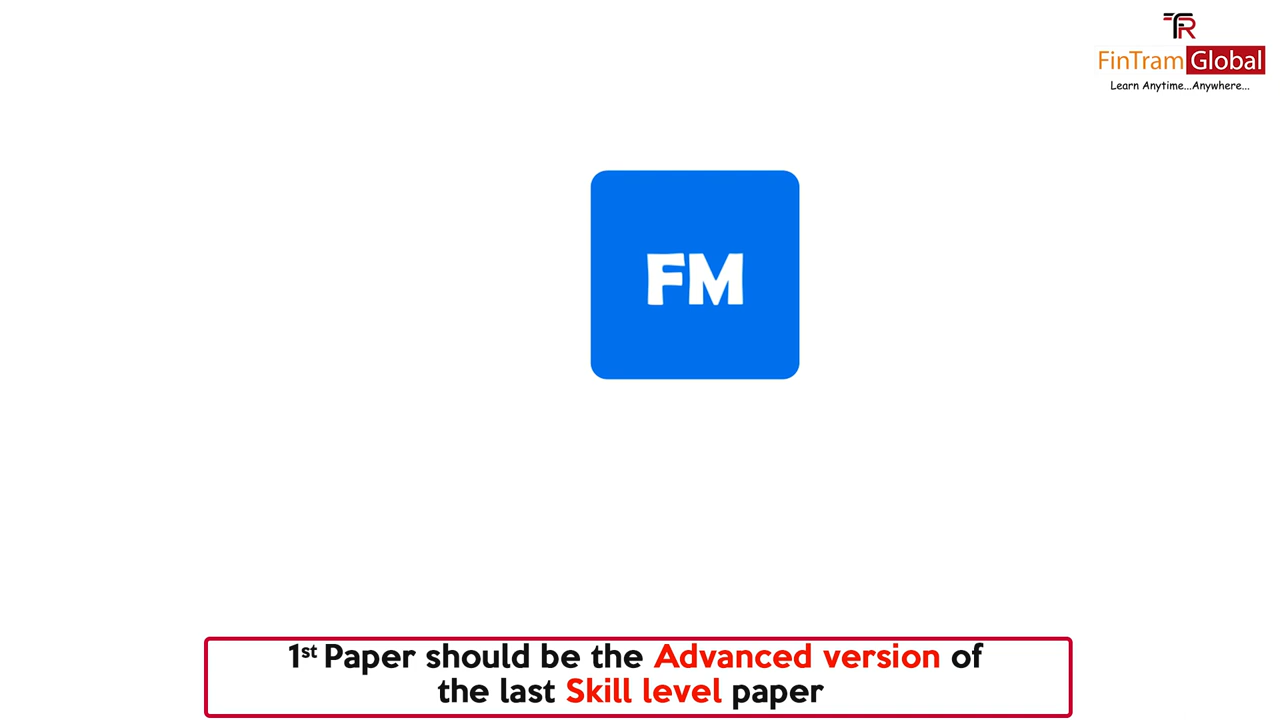 FR
FinTram Global
Learn Anytime...Anywhere...
FM
1st Paper should be the Advanced version of
the last Skill level paper